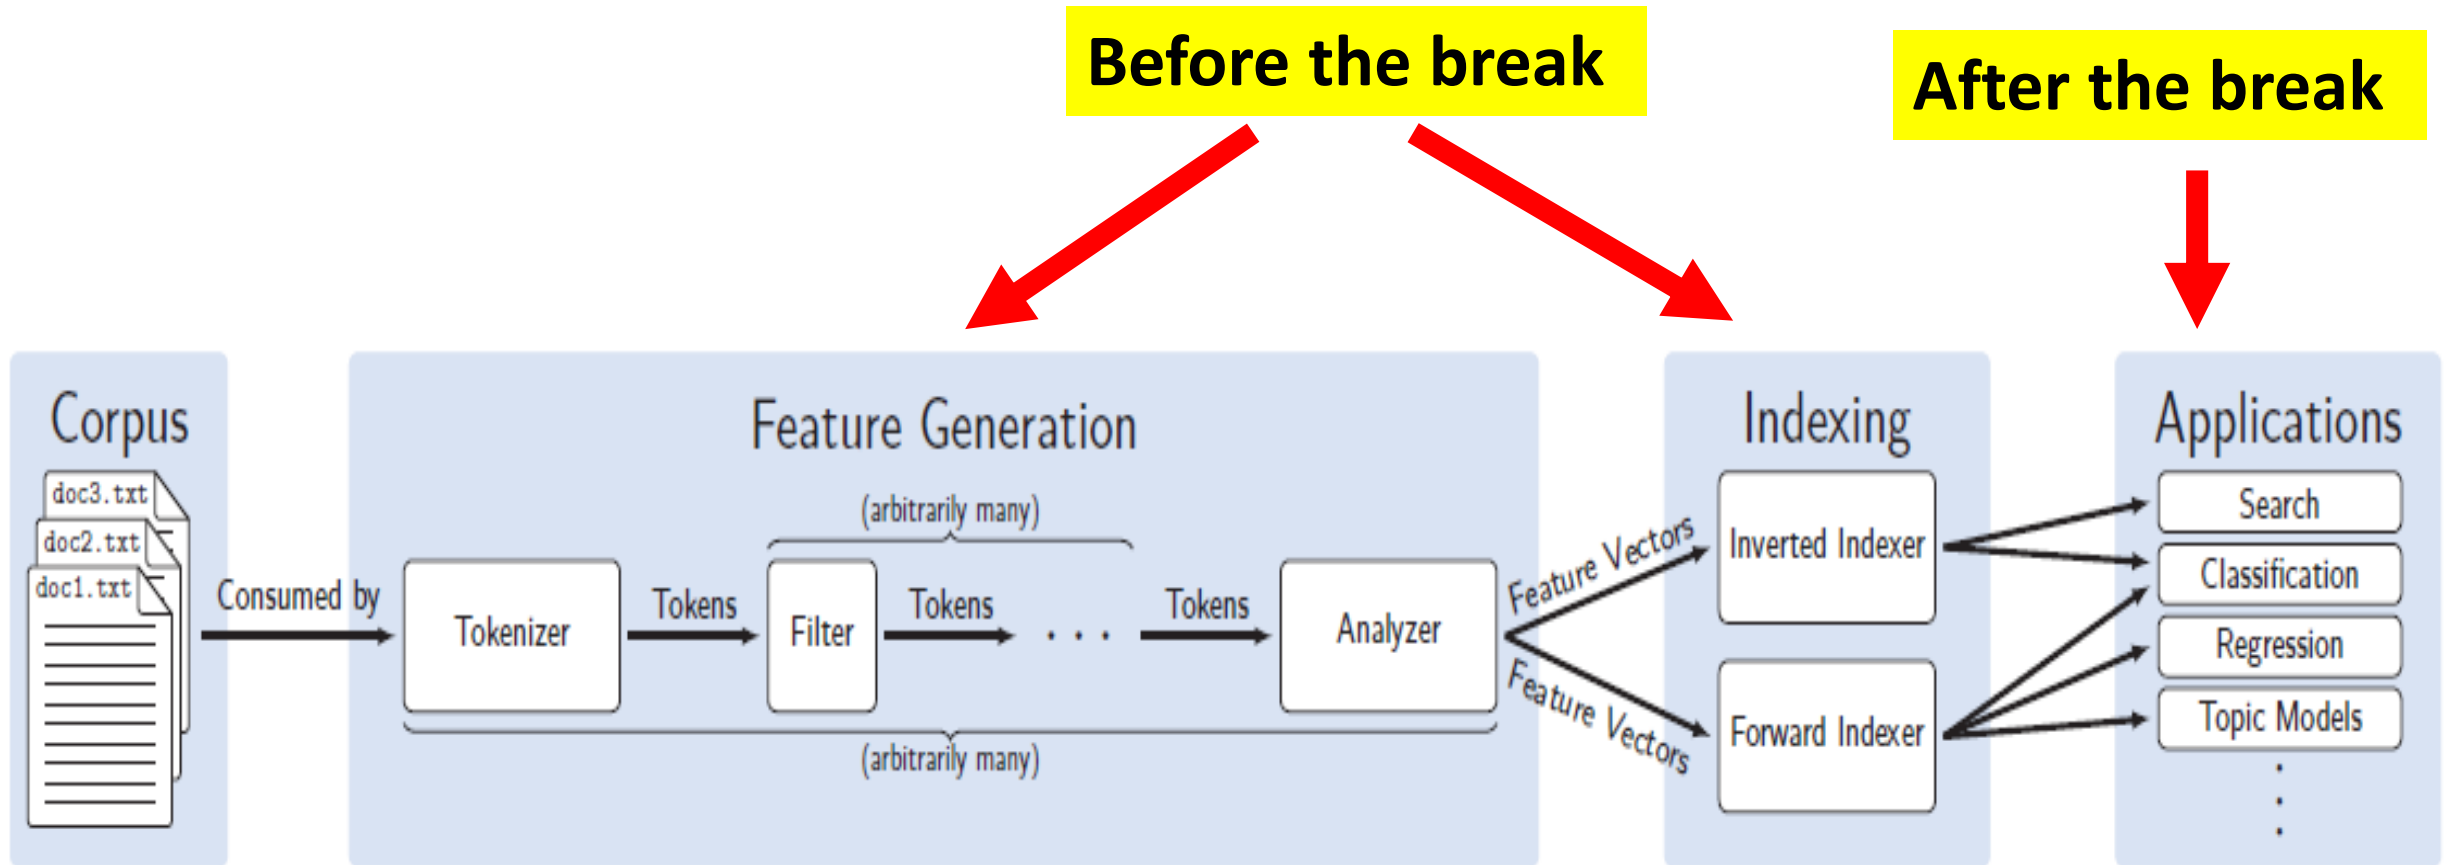 Before the break
After the break
Corpus
doc3.txt
doc2.txt
doc1.txt
Consumed by
Feature Generation
(arbitrarily many)
Tokenizer
Tokens
Filter
Tokens
. . .
Tokens
Analyzer
(arbitrarily many)
Feature Vectors
Feature Vectors
Indexing
Inverted Indexer
Forward Indexer
Applications
Search
Classification
Regression
Topic Models
.
.
.